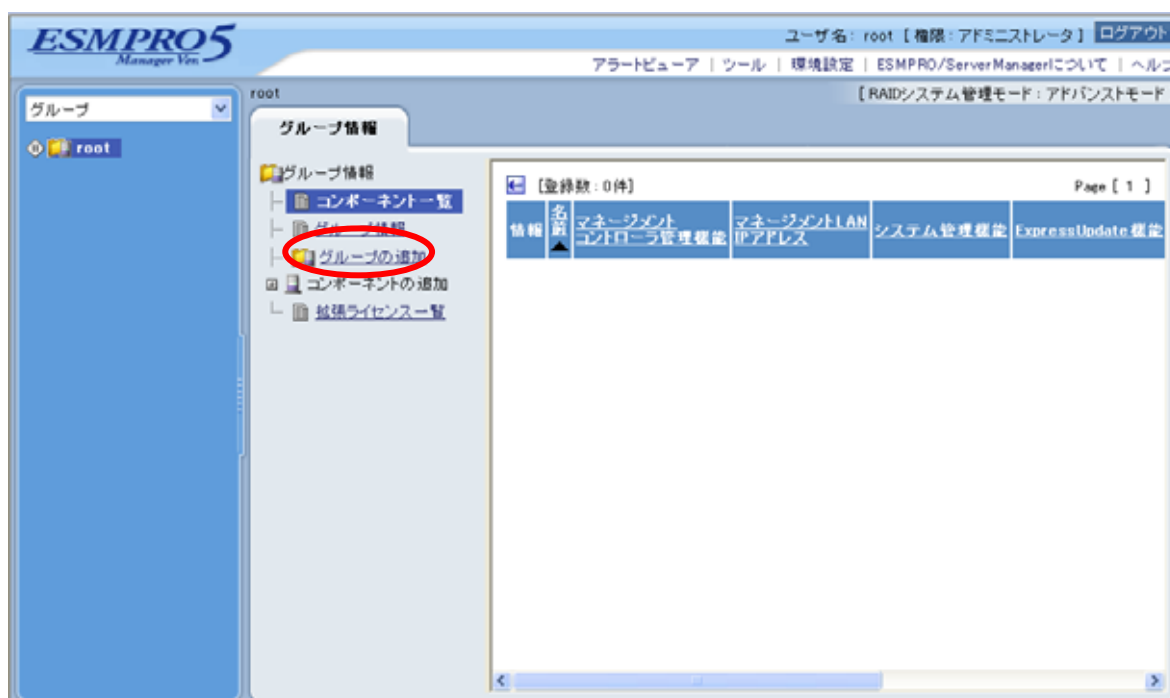 ESMPRO5
Manager Ver.
ユーザ名: root [ 権限: アドミニストレータ ] ログアウト
アラートビューア | ツール | 環境設定 | ESMPRO/ServerManagerについて | ヘルプ
グループ
root
root
[ RAIDシステム管理モード: アドバンストモード
グループ情報
グループ情報
コンポーネント一覧
グループ情報
グループの追加
コンポーネントの追加
拡張ライセンス一覧
[登録数: 0件]
Page [ 1 ]
情報
名前
マネージメント
コントローラ管理機能
マネージメントLAN
IPアドレス
システム管理機能
ExpressUpdate機能